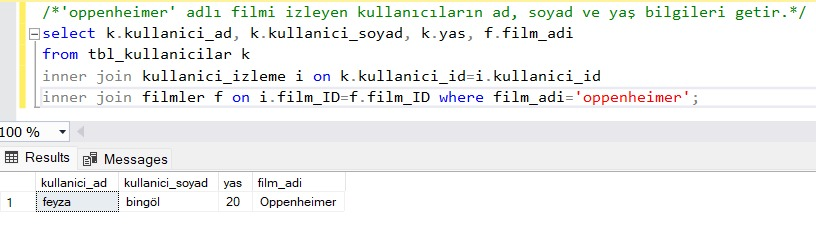 /*'oppenheimer' adlı filmi izleyen kullanıcıların ad, soyad ve yaş bilgileri getir.*/
select k.kullanici_ad, k.kullanici_soyad, k.yas, f.film_adi
from tbl_kullanicilar k
inner join kullanici_izleme i on k.kullanici_id=i.kullanici_id
inner join filmler f on i.film_ID=f.film_ID where film_adi='oppenheimer';
100 %
Results Messages
kullanici_ad kullanici_soyad yas film_adi
1 feyza bingöl 20 Oppenheimer